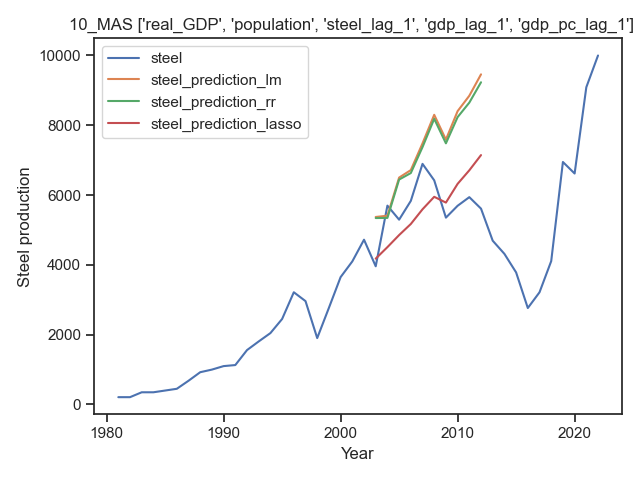 10_MAS ['real_GDP', 'population', 'steel_lag_1', 'gdp_lag_1', 'gdp_pc_lag_1']
steel
steel_prediction_lm
steel_prediction_rr
steel_prediction_lasso
10000
8000
6000
4000
2000
0
Steel production
1980
1990
2000
2010
2020
Year